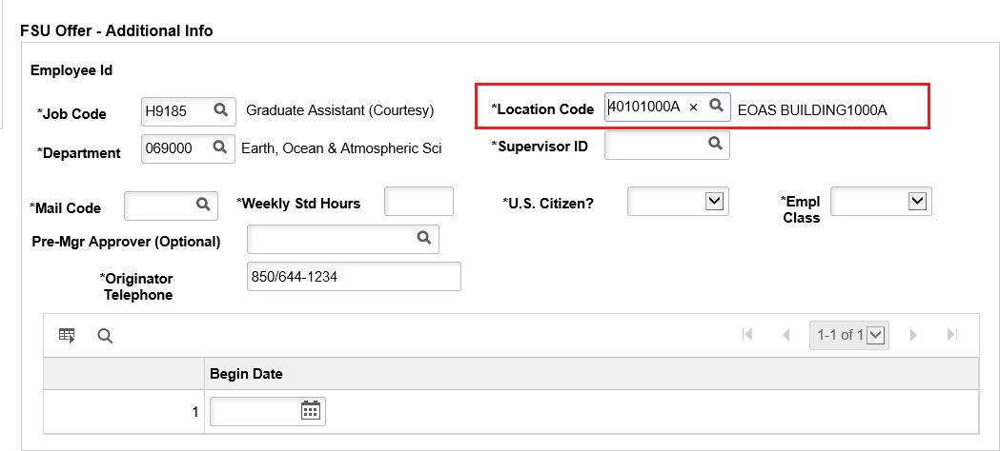 FSU Offer - Additional Info
Employee Id
*Job Code H9185 Graduate Assistant (Courtesy) *Location Code 40101000A × EOAS BUILDING1000A
*Department 069000 Earth, Ocean & Atmospheric Sci *Supervisor ID
*Mail Code *Weekly Std Hours *U.S. Citizen? *Empl
Class
Pre-Mgr Approver (Optional)
*Originator 850/644-1234
Telephone
1-1 of 1
Begin Date
1